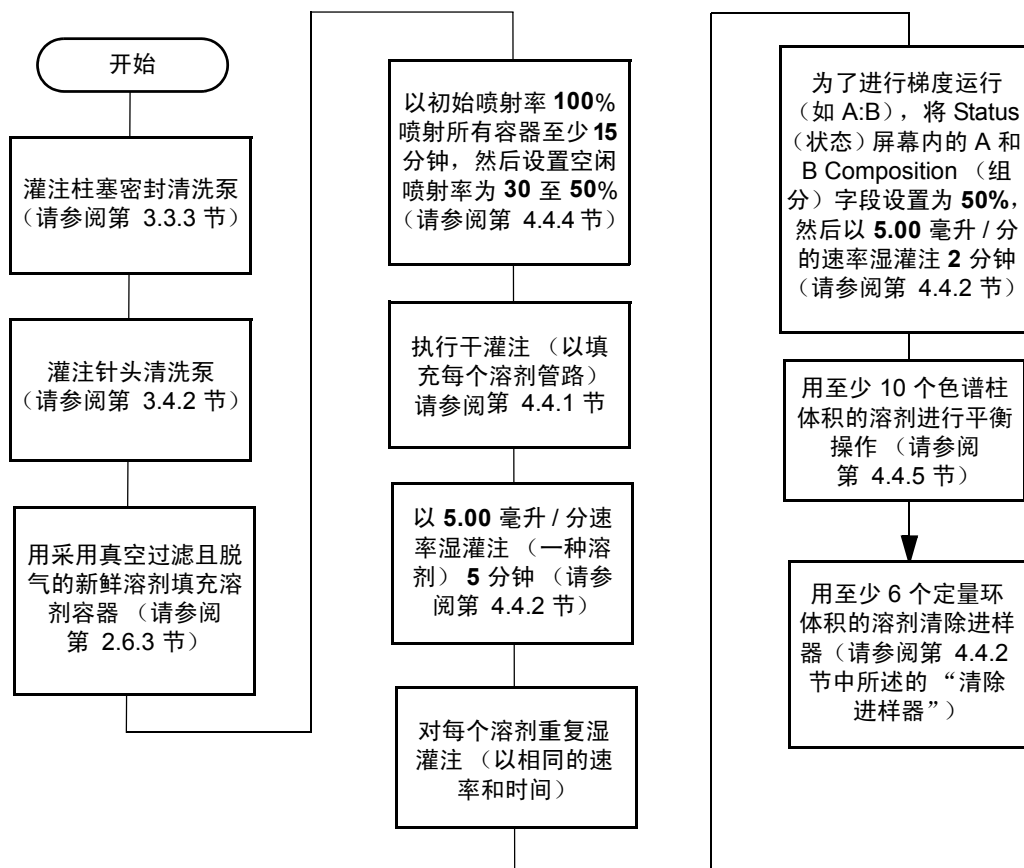 开始
灌注柱塞密封清洗泵
（请参阅第 3.3.3 节）
灌注针头清洗泵
（请参阅第 3.4.2 节）
用采用真空过滤且脱
气的新鲜溶剂填充溶
剂容器 （请参阅
第 2.6.3 节）
以初始喷射率 100%
喷射所有容器至少 15
分钟，然后设置空闲
喷射率为 30 至 50%
（请参阅第 4.4.4 节）
执行干灌注 （以填
充每个溶剂管路）
请参阅第 4.4.1 节
以 5.00 毫升 / 分速
率湿灌注 （一种溶
剂） 5 分钟 （请参
阅第 4.4.2 节）
对每个溶剂重复湿
灌注 （以相同的速
率和时间）
为了进行梯度运行
（如 A:B），将 Status
（状态）屏幕内的 A 和
B Composition （组
分）字段设置为 50%，
然后以 5.00 毫升 / 分
的速率湿灌注 2 分钟
（请参阅第 4.4.2 节）
用至少 10 个色谱柱
体积的溶剂进行平衡
操作 （请参阅
第 4.4.5 节）
用至少 6 个定量环
体积的溶剂清除进样
器（请参阅第 4.4.2
节中所述的 “清除
进样器”）